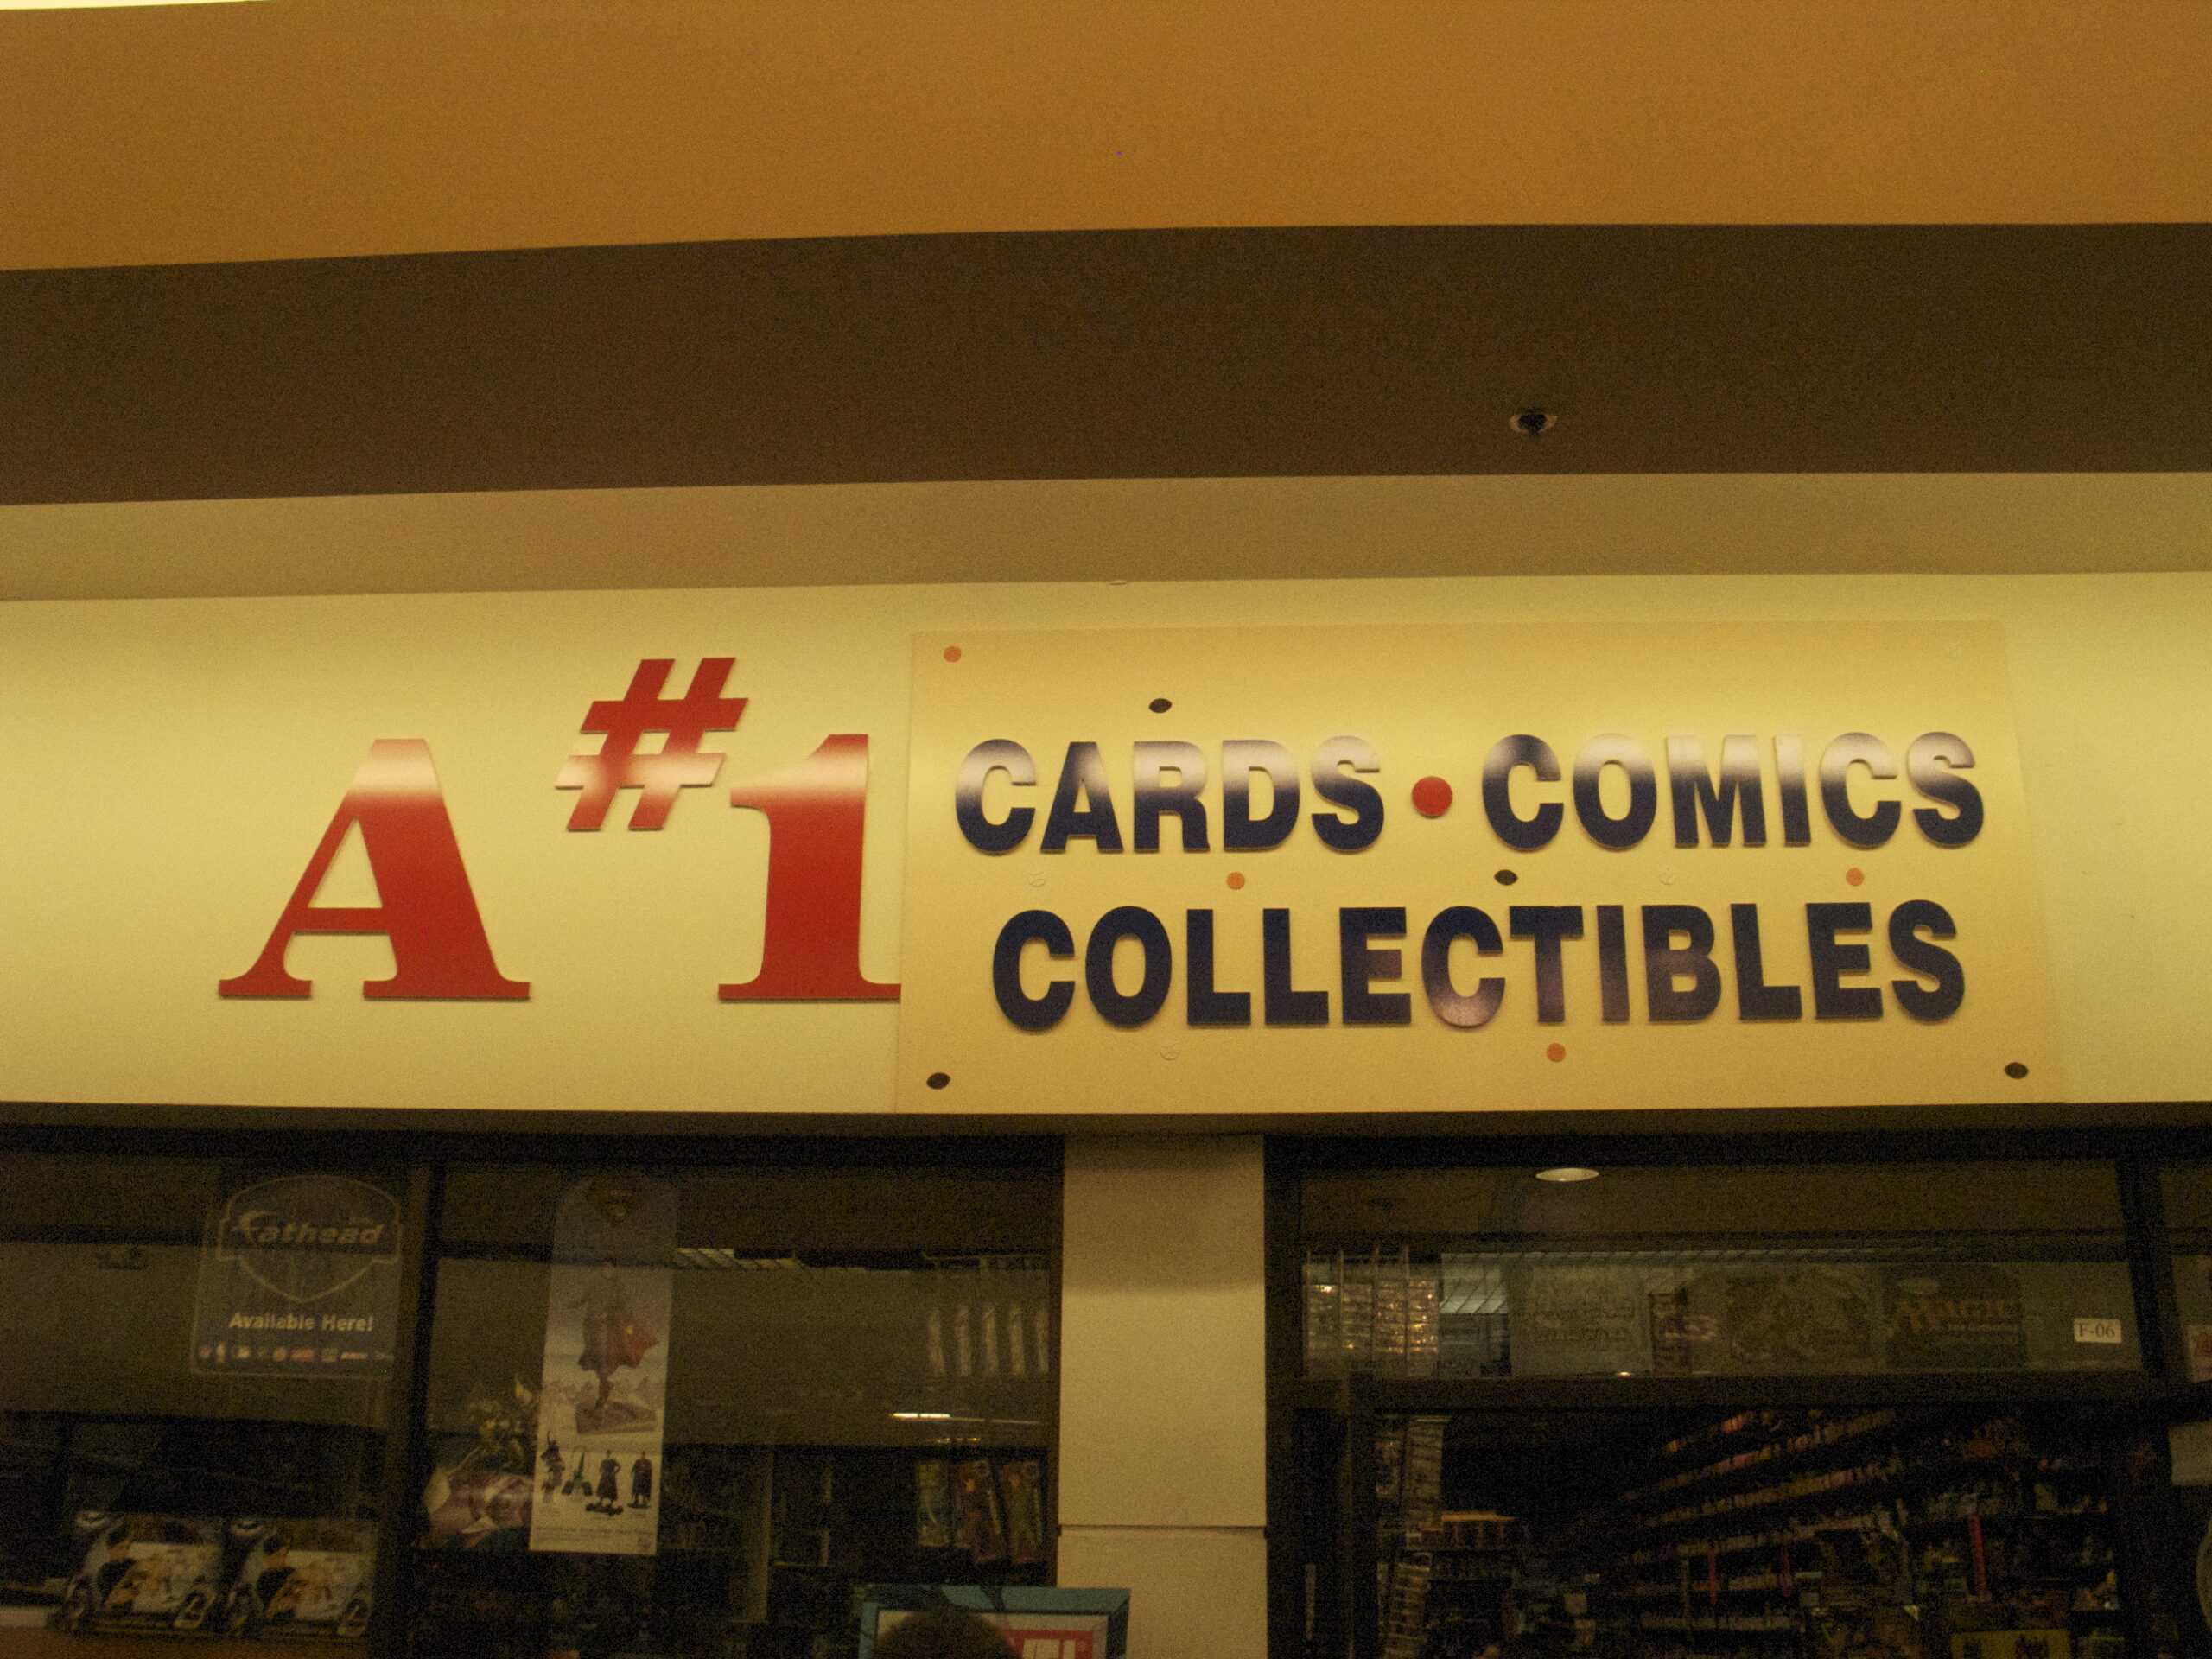 A #1
CARDS • COMICS
COLLECTIBLES
Fathead
Available Here!
MAGIC
F-06